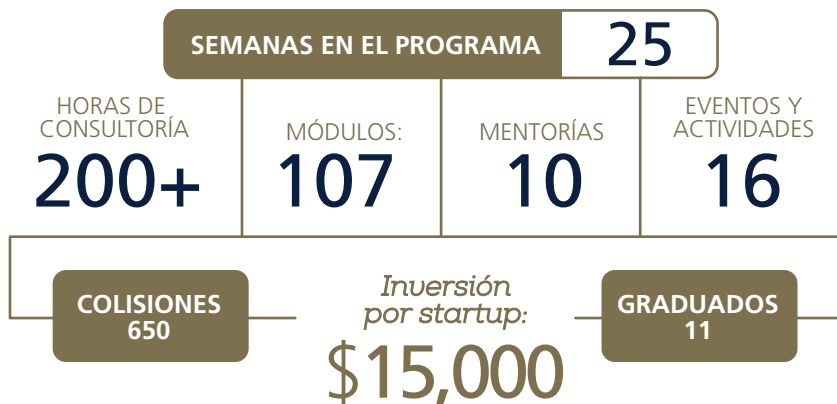 SEMANAS EN EL PROGRAMA 25
HORAS DE
CONSULTORÍA
200+
MÓDULOS:
107
MENTORÍAS
10
EVENTOS Y
ACTIVIDADES
16
COLISIONES
650
Inversión
por startup:
$15,000
GRADUADOS
11